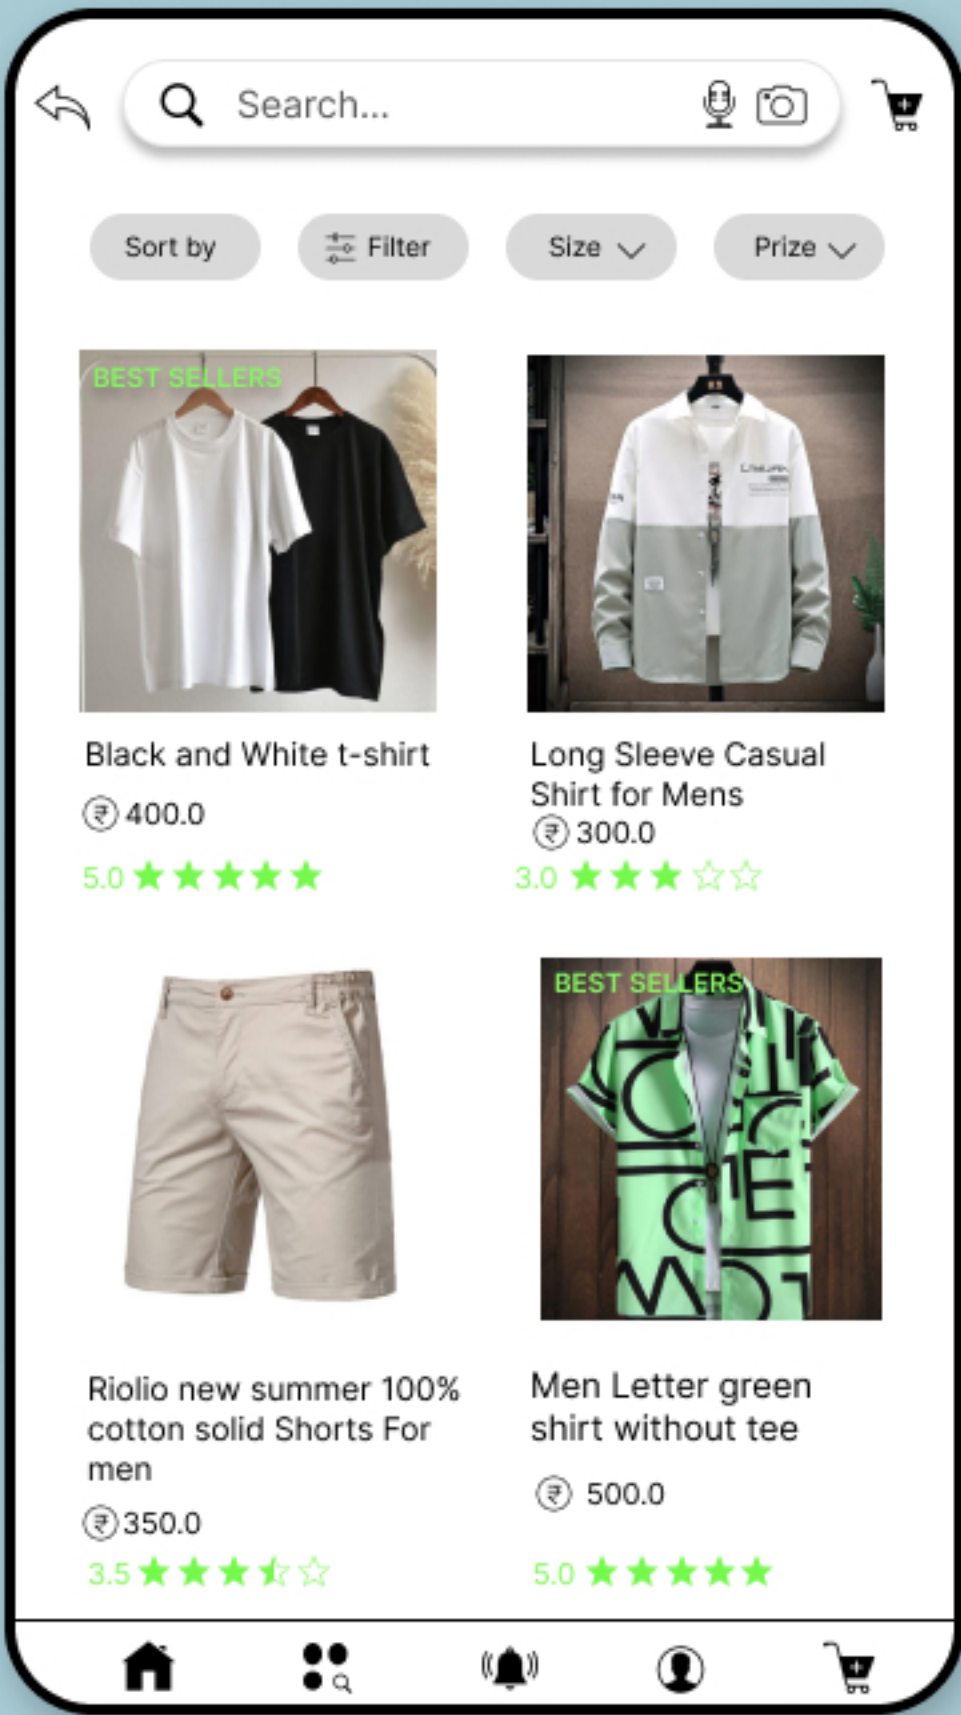 Search...
Sort by
Filter
Size
Prize
BEST SELLERS
Black and White t-shirt
₹ 400.0
5.0
Long Sleeve Casual
Shirt for Mens
₹ 300.0
3.0
Riolio new summer 100%
cotton solid Shorts For
men
₹ 350.0
3.5
BEST SELLERS
Men Letter green
shirt without tee
₹ 500.0
5.0